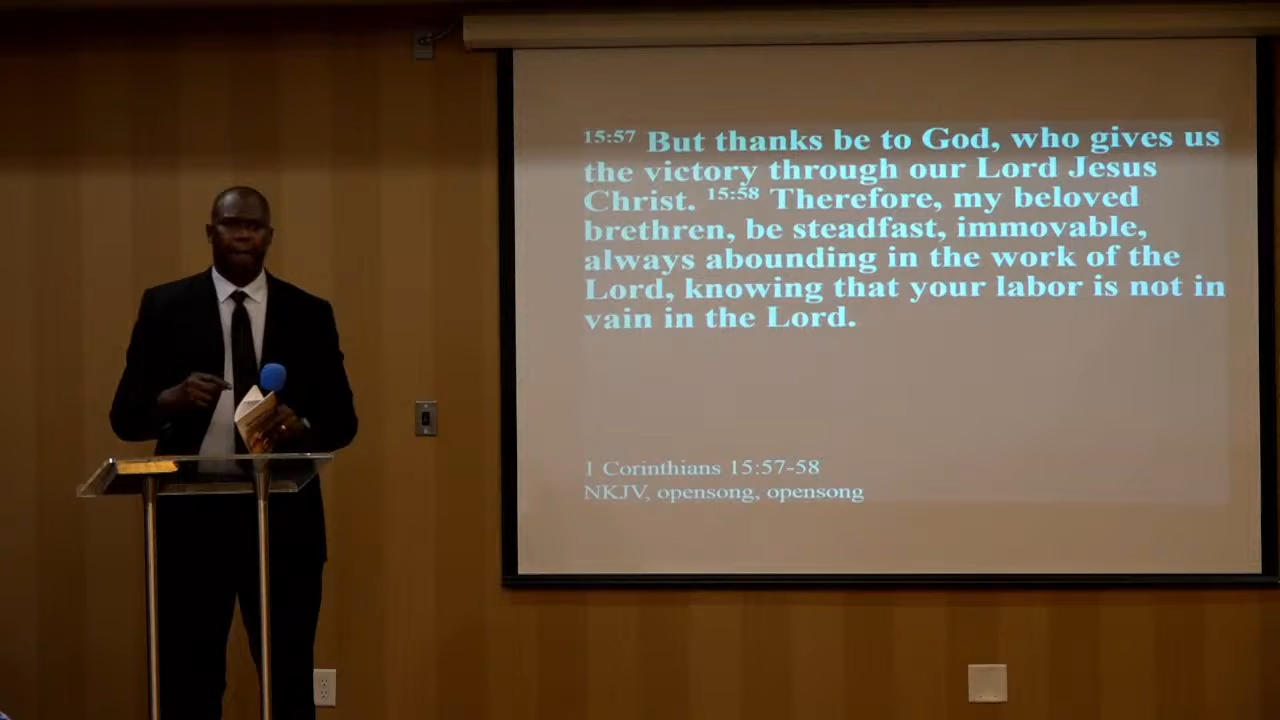 15:57 But thanks be to God, who gives us
the victory through our Lord Jesus
Christ. 15:58 Therefore, my beloved
brethren, be steadfast, immovable,
always abounding in the work of the
Lord, knowing that your labor is not in
vain in the Lord.
1 Corinthians 15:57-58
NKJV, opensong, opensong